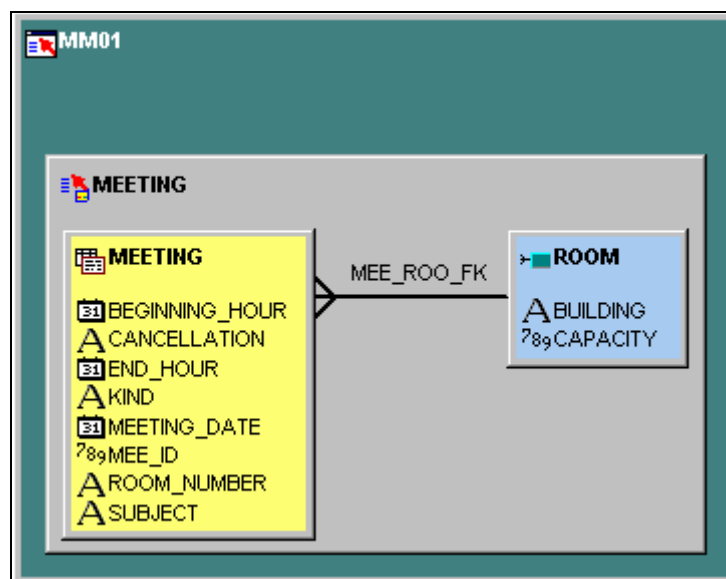 MM01
MEETING
MEETING
BEGINNING_HOUR
CANCELLATION
END_HOUR
KIND
MEETING_DATE
MEE_ID
ROOM_NUMBER
SUBJECT
MEE_ROO_FK
ROOM
BUILDING
CAPACITY